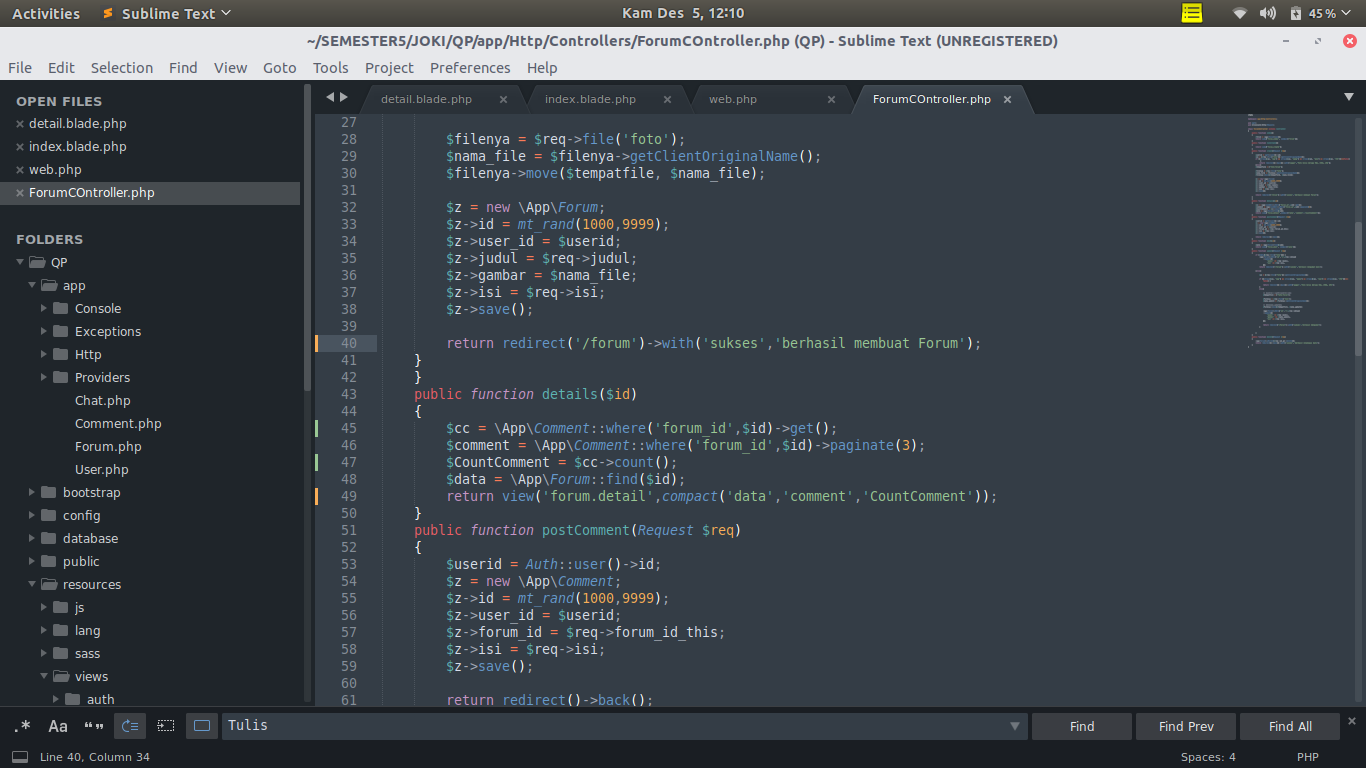 Activities Sublime Text Kam Des 5, 12:10 45%
~/SEMESTER5/JOKI/QP/app/Http/Controllers/ForumCOntroller.php (QP) - Sublime Text (UNREGISTERED)
File Edit Selection Find View Goto Tools Project Preferences Help
OPEN FILES
detail.blade.php
index.blade.php
web.php
ForumCOntroller.php
FOLDERS
QP
app
Console
Exceptions
Http
Providers
Chat.php
Comment.php
Forum.php
User.php
bootstrap
config
database
public
resources
js
lang
sass
views
auth
detail.blade.php index.blade.php web.php ForumCOntroller.php
27
28 $filenya = $req->file('foto');
29 $nama_file = $filenya->getClientOriginalName();
30 $filenya->move($tempatfile, $nama_file);
31
32 $z = new \App\Forum;
33 $z->id = mt_rand(1000,9999);
34 $z->user_id = $userid;
35 $z->judul = $req->judul;
36 $z->gambar = $nama_file;
37 $z->isi = $req->isi;
38 $z->save();
39
40 return redirect('/forum')->with('sukses','berhasil membuat Forum');
41 }
42 }
43 public function details($id)
44 {
45 $cc = \App\Comment::where('forum_id',$id)->get();
46 $comment = \App\Comment::where('forum_id',$id)->paginate(3);
47 $CountComment = $cc->count();
48 $data = \App\Forum::find($id);
49 return view('forum.detail',compact('data','comment','CountComment'));
50 }
51 public function postComment(Request $req)
52 {
53 $userid = Auth::user()->id;
54 $z = new \App\Comment;
55 $z->id = mt_rand(1000,9999);
56 $z->user_id = $userid;
57 $z->forum_id = $req->forum_id_this;
58 $z->isi = $req->isi;
59 $z->save();
60
61 return redirect()->back();
.* Aa “” Tulis Find Find Prev Find All
Line 40, Column 34 Spaces: 4 PHP